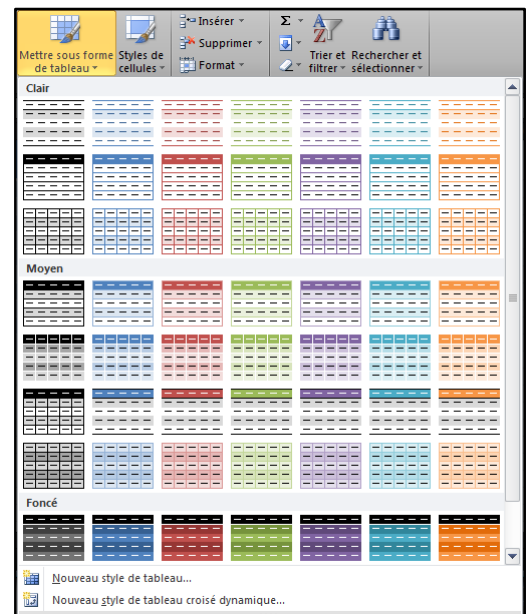 Insérer
Σ
Supprimer
Mettre sous forme de tableau
Styles de cellules
Format
Trier et filtrer
Rechercher et sélectionner
Clair
Moyen
Foncé
Nouveau style de tableau...
Nouveau style de tableau croisé dynamique...